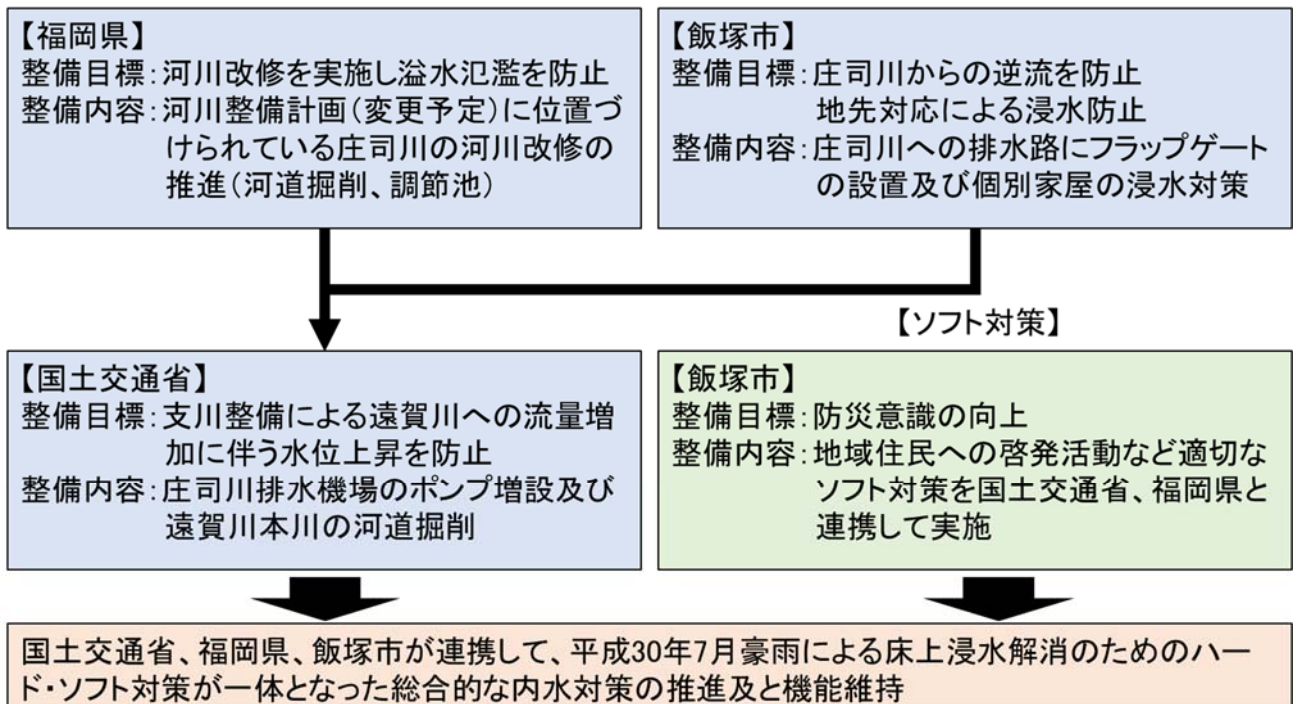 【福岡県】
整備目標:河川改修を実施し溢水氾濫を防止
整備内容:河川整備計画(変更予定)に位置づ
けられている庄司川の河川改修の
推進(河道掘削、調節池)
【飯塚市】
整備目標:庄司川からの逆流を防止
地先対応による浸水防止
整備内容:庄司川への排水路にフラップゲート
の設置及び個別家屋の浸水対策
【国土交通省】
整備目標:支川整備による遠賀川への流量増
加に伴う水位上昇を防止
整備内容:庄司川排水機場のポンプ増設及び
遠賀川本川の河道掘削
【ソフト対策】
【飯塚市】
整備目標:防災意識の向上
整備内容:地域住民への啓発活動など適切な
ソフト対策を国土交通省、福岡県と
連携して実施
国土交通省、福岡県、飯塚市が連携して、平成30年7月豪雨による床上浸水解消のためのハー
ド・ソフト対策が一体となった総合的な内水対策の推進及と機能維持